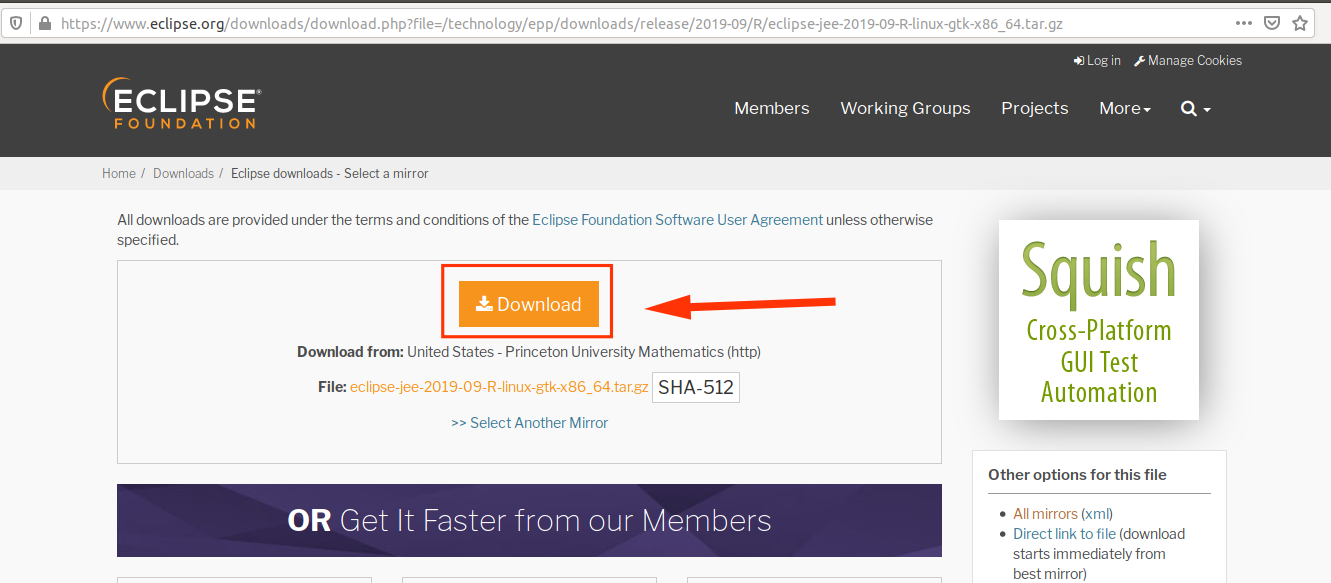 https://www.eclipse.org/downloads/download.php?file=/technology/epp/downloads/release/2019-09/R/eclipse-jee-2019-09-R-linux-gtk-x86_64.tar.gz
Log in Manage Cookies
ECLIPSE®
FOUNDATION
Members Working Groups Projects More
Home / Downloads / Eclipse downloads - Select a mirror
All downloads are provided under the terms and conditions of the Eclipse Foundation Software User Agreement unless otherwise
specified.
Download
Download from: United States - Princeton University Mathematics (http)
File: eclipse-jee-2019-09-R-linux-gtk-x86_64.tar.gz SHA-512
>> Select Another Mirror
OR Get It Faster from our Members
Squish
Cross-Platform
GUI Test
Automation
Other options for this file
All mirrors (xml)
Direct link to file (download
starts immediately from
best mirror)